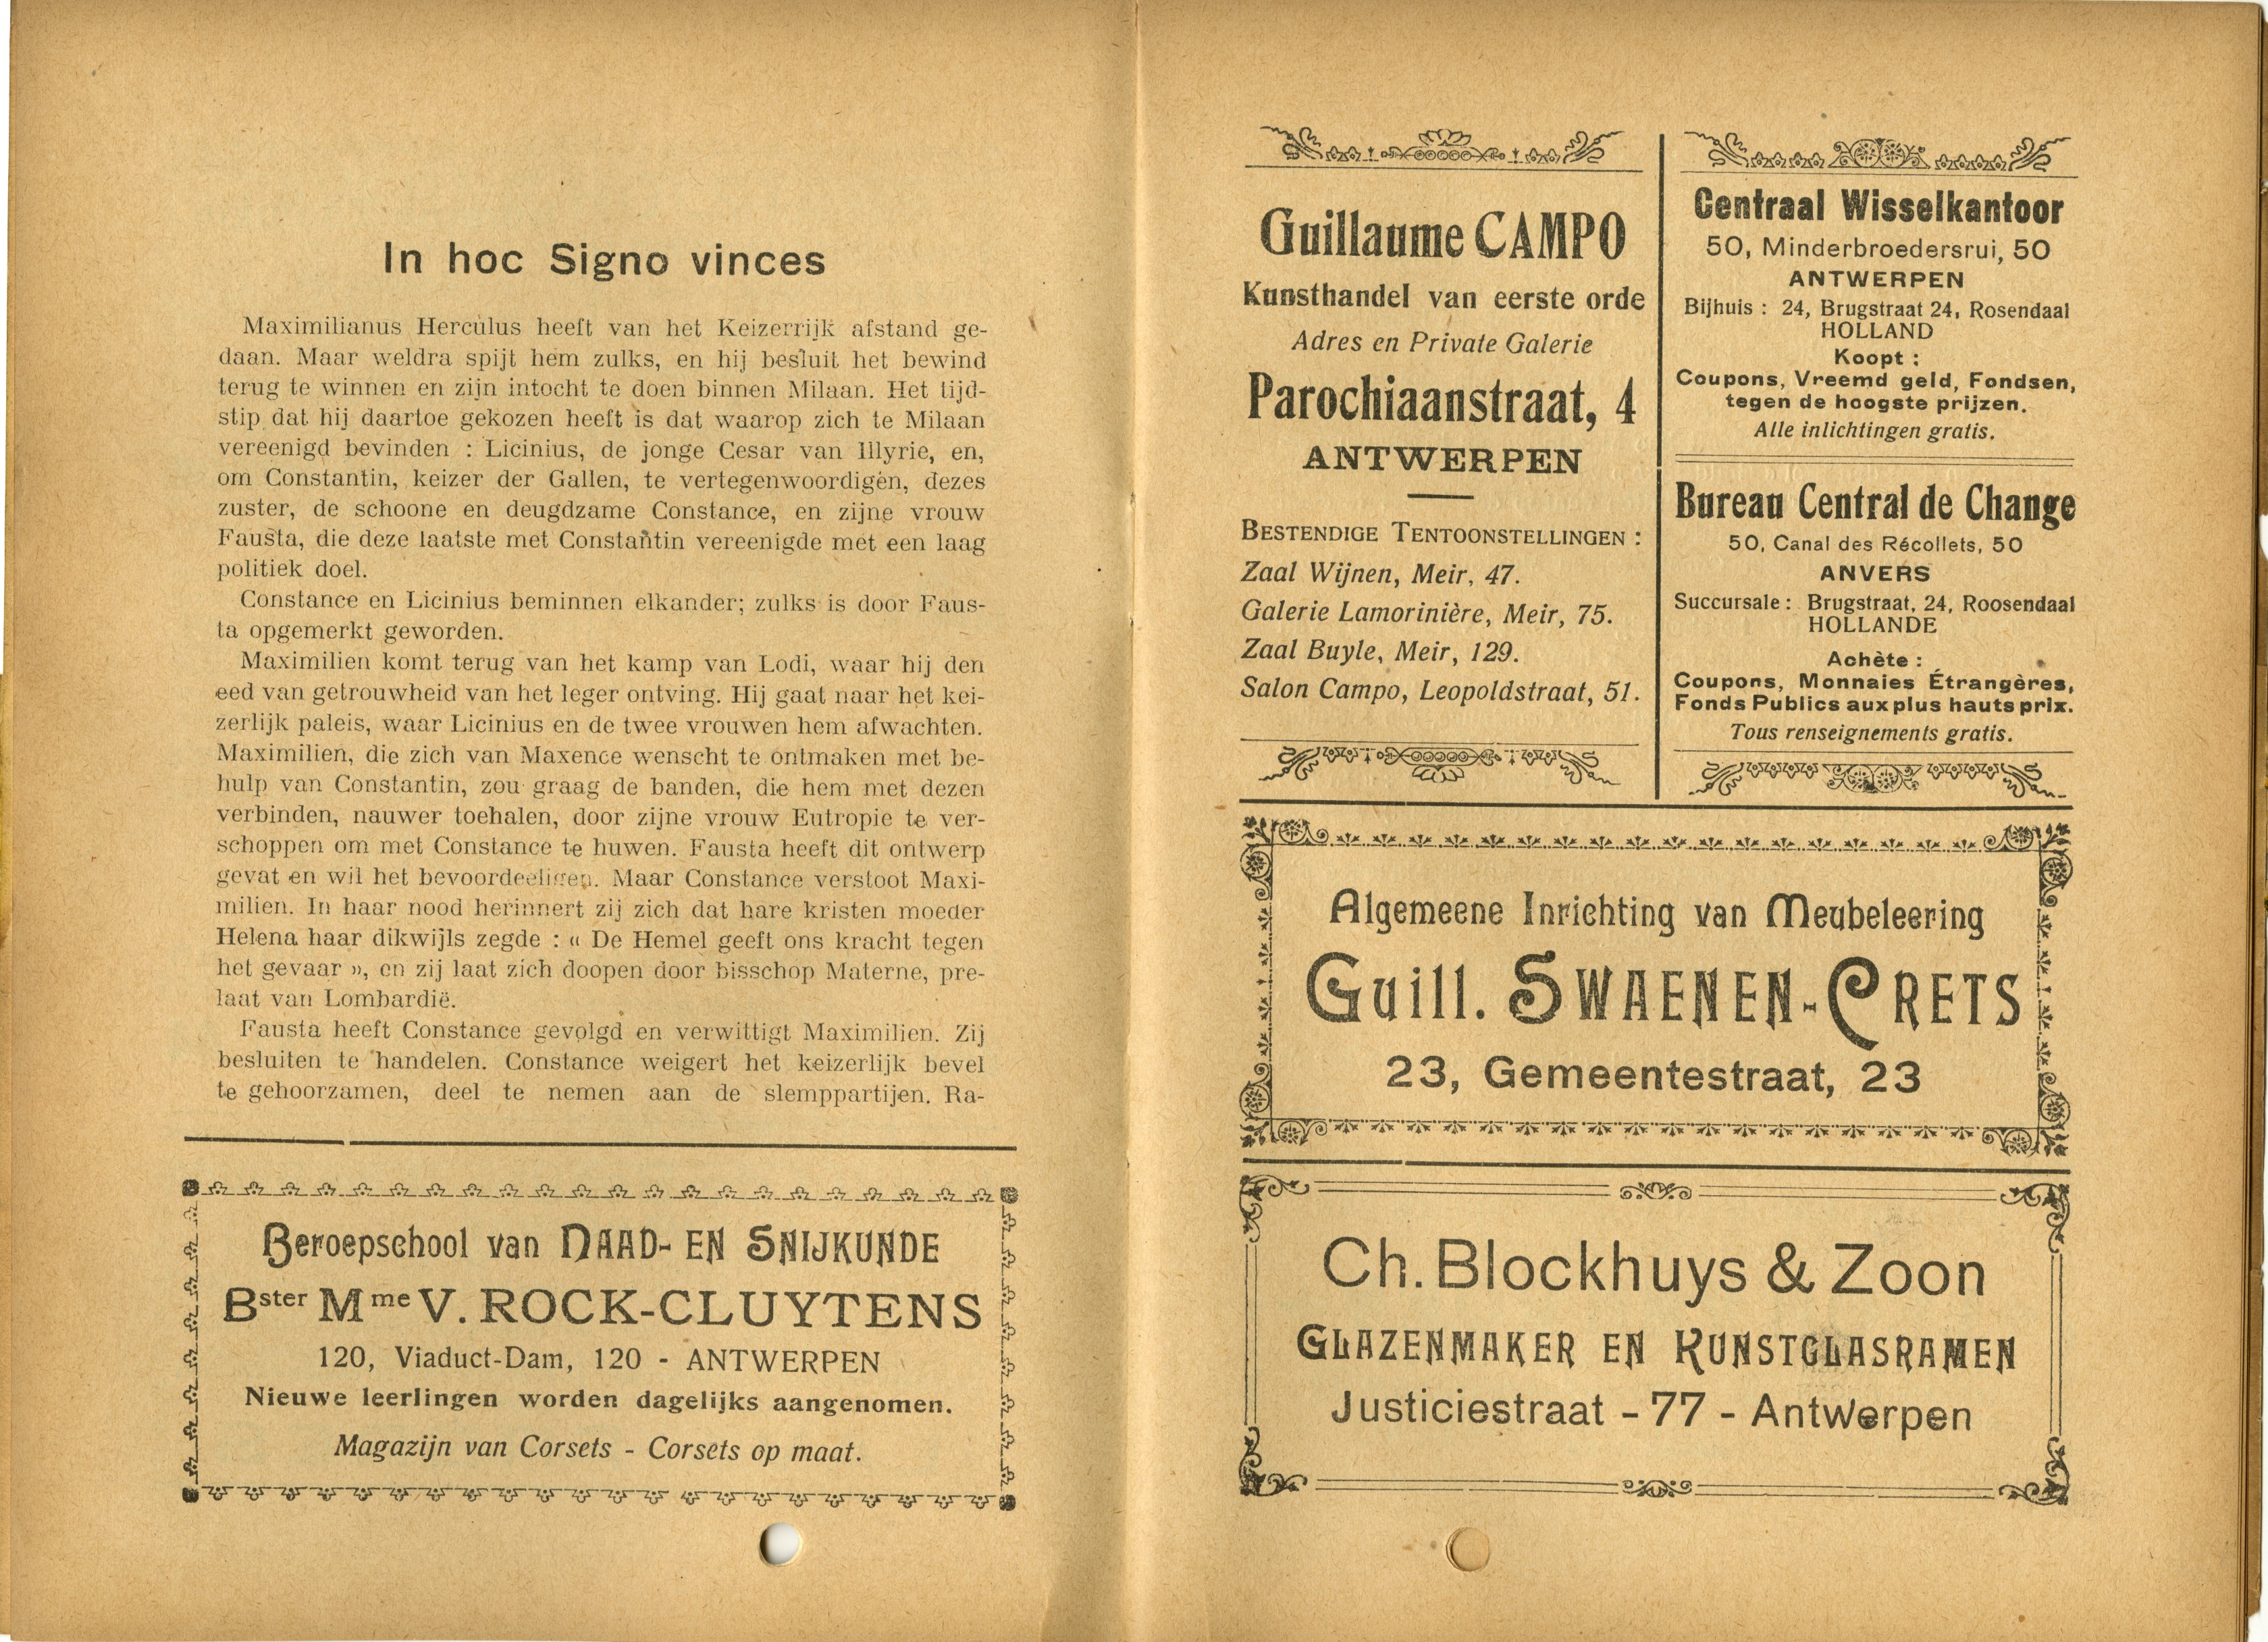 In hoc Signo vinces
Maximilianus Hercùlus heeft van het Keizerrijk afstand ge-
daan. Maar weldra spijt hem zulks, en hij besluit het bewind
terug te winnen en zijn intocht te doen binnen Milaan. Het tijd-
stip dat hij daartoe gekozen heeft is dat waarop zich te Milaan
vereenigd bevinden : Licinius, de jonge Cesar van Illyrie, en,
om Constantin, keizer der Gallen, te vertegenwoordigen, dezes
zuster, de schoone en deugdzame Constance, en zijne vrouw
Fausta, die deze laatste met Constantin vereenigde met een laag
politiek doel.
Constance en Licinius beminnen elkander; zulks is door Faus-
ta opgemerkt geworden.
Maximilien komt terug van het kamp van Lodi, waar hij den
eed van getrouwheid van het leger ontving. Hij gaat naar het kei-
zerlijk paleis, waar Licinius en de twee vrouwen hem afwachten.
Maximilien, die zich van Maxence wenscht te ontmaken met be-
hulp van Constantin, zou graag de banden, die hem met dezen
verbinden, nauwer toehalen, door zijne vrouw Eutropie te ver-
schoppen om met Constance te huwen. Fausta heeft dit ontwerp
gevat en wil het bevoordeeligen. Maar Constance verstoot Maxi-
milien. In haar nood herinnert zij zich dat hare kristen moeder
Helena haar dikwijls zegde : « De Hemel geeft ons kracht tegen
het gevaar », en zij laat zich doopen door bisschop Materne, pre-
laat van Lombardië.
Fausta heeft Constance gevolgd en verwittigt Maximilien. Zij
besluiten te handelen. Constance weigert het keizerlijk bevel
te gehoorzamen, deel te nemen aan de slemppartijen. Ra-
Beroepschool van NAAD- EN SNIJKUNDE
Bster Mme V. ROCK-CLUYTENS
120, Viaduct-Dam, 120 - ANTWERPEN
Nieuwe leerlingen worden dagelijks aangenomen.
Magazijn van Corsets - Corsets op maat.
Guillaume CAMPO
Kunsthandel van eerste orde
Adres en Private Galerie
Parochiaanstraat, 4
ANTWERPEN
BESTENDIGE TENTOONSTELLINGEN :
Zaal Wijnen, Meir, 47.
Galerie Lamorinière, Meir, 75.
Zaal Buyle, Meir, 129.
Salon Campo, Leopoldstraat, 51.
Centraal Wisselkantoor
50, Minderbroedersrui, 50
ANTWERPEN
Bijhuis : 24, Brugstraat 24, Rosendaal
HOLLAND
Koopt :
Coupons, Vreemd geld, Fondsen,
tegen de hoogste prijzen.
Alle inlichtingen gratis.
Bureau Central de Change
50, Canal des Récollets, 50
ANVERS
Succursale : Brugstraat, 24, Roosendaal
HOLLANDE
Achète :
Coupons, Monnaies Étrangères,
Fonds Publics aux plus hauts prix.
Tous renseignements gratis.
Algemeene Inrichting van Meubeleering
Guill. SWAENEN-CRETS
23, Gemeentestraat, 23
Ch. Blockhuys & Zoon
GLAZENMAKER EN KUNSTGLASRAMEN
Justiciestraat - 77 - Antwerpen